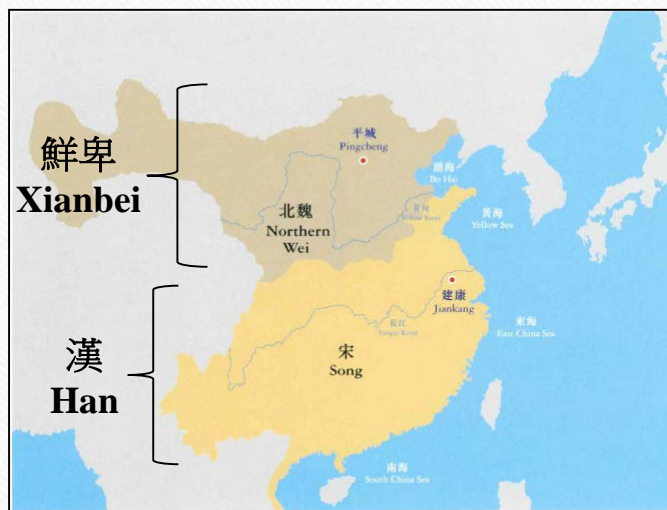 鮮卑
Xianbei
平城
Pingcheng
渤海
Bo Hai
北魏
Northern
Wei
黃河
Yellow River
黃海
Yellow Sea
建康
Jiankang
漢
Han
長江
Yangzi River
東海
East China Sea
宋
Song
南海
South China Sea